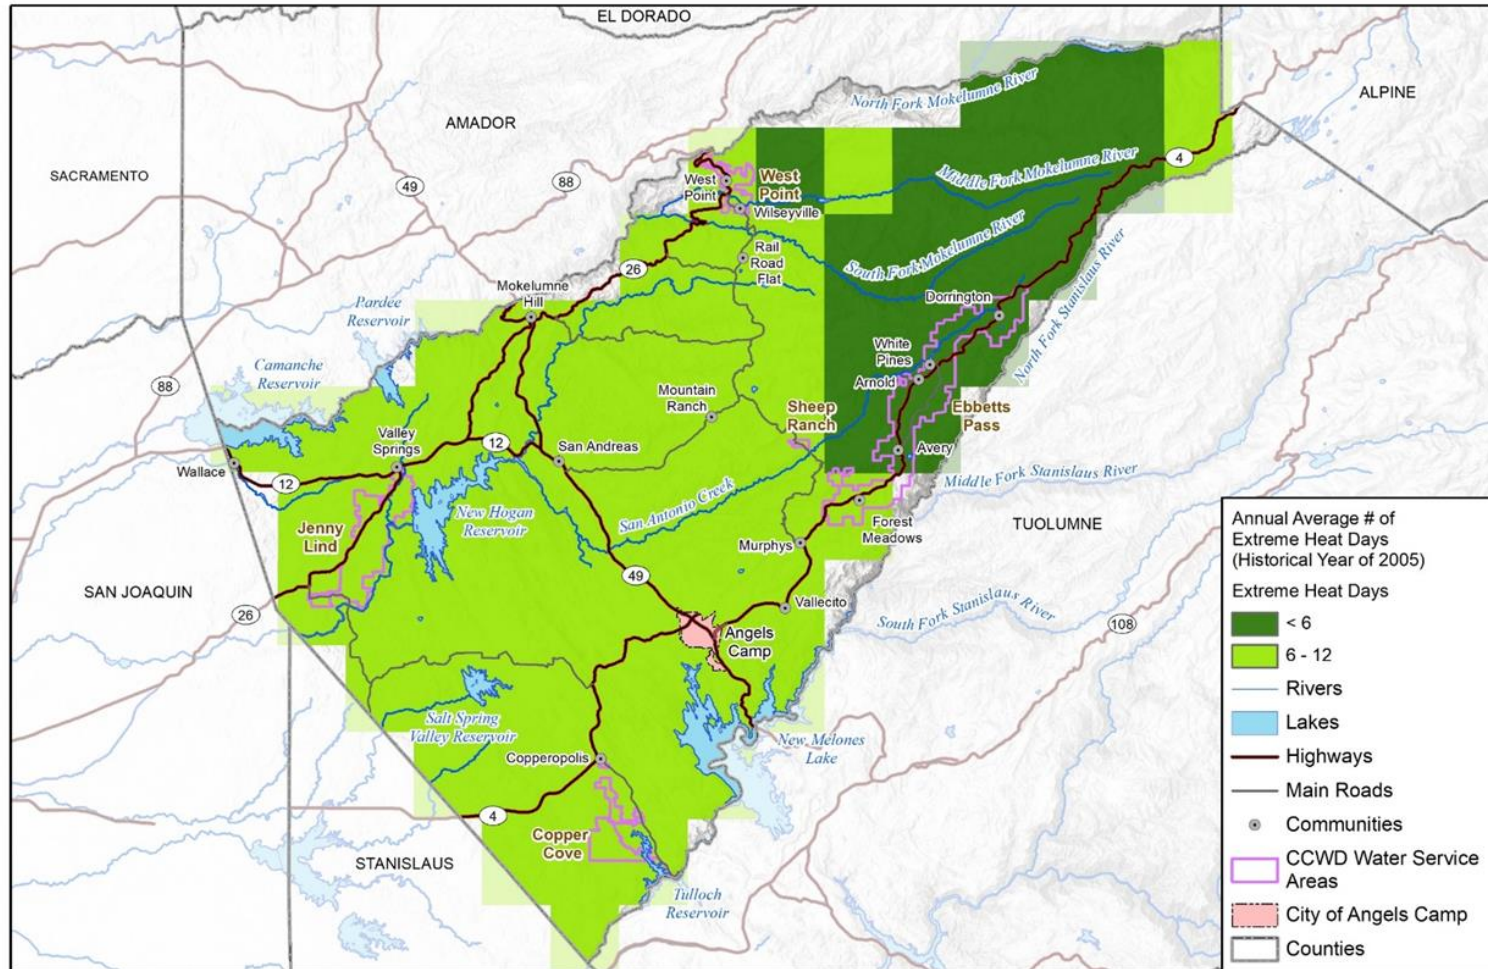 EL DORADO
ALPINE
AMADOR
SACRAMENTO
North Fork Mokelumne River
Middle Fork Mokelumne River
4
49
88
West
Point
West
Point
Wilseyville
South Fork Mokelumne River
26
Rail
Road
Flat
North Fork Stanislaus River
Mokelumne
Hill
Dorrington
Pardee
Reservoir
Camanche
Reservoir
White
Pines
Arnold
88
Mountain
Ranch
Sheep
Ranch
Ebbetts
Pass
Valley
Springs
12
San Andreas
Avery
Wallace
12
Middle Fork Stanislaus River
San Antonio Creek
New Hogan
Reservoir
Forest
Meadows
TUOLUMNE
Jenny
Lind
Murphys
49
SAN JOAQUIN
26
Vallecito
South Fork Stanislaus River
108
Angels
Camp
Salt Spring
Valley Reservoir
New Melones
Lake
Copperopolis
4
Copper
Cove
STANISLAUS
Tulloch
Reservoir
Annual Average # of
Extreme Heat Days
(Historical Year of 2005)
Extreme Heat Days
< 6
6 - 12
Rivers
Lakes
Highways
Main Roads
Communities
CCWD Water Service
Areas
City of Angels Camp
Counties